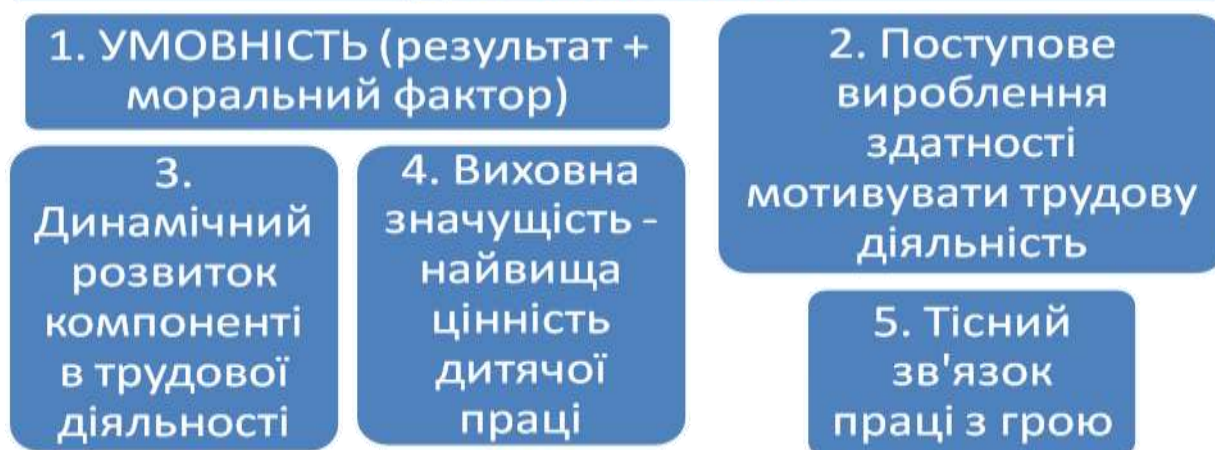 1. УМОВНІСТЬ (результат +
моральний фактор)
2. Поступове
вироблення
здатності
мотивувати трудову
діяльність
3.
Динамічний
розвиток
компоненті
в трудової
діяльності
4. Виховна
значущість -
найвища
цінність
дитячої
праці
5. Тісний
зв'язок
праці з грою